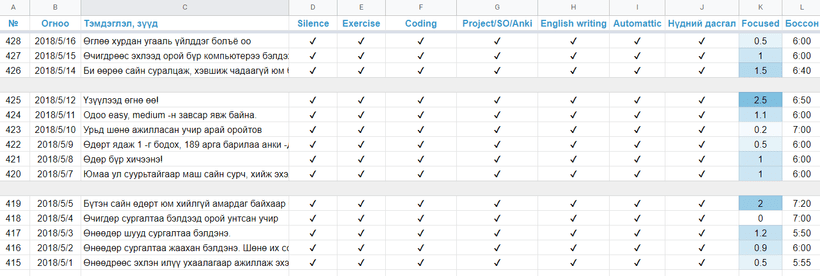 A B C D E F G H I J K L
№ Огноо Тэмдэглэл, зүүд Silence Exercise Coding Project/SO/Anki English writing Automattic Нүдний дасгал Focused Боссон
428 2018/5/16 Өглөө хурдан угааль үйлддэг болъё оо ✓ ✓ ✓ ✓ ✓ ✓ ✓ 0.5 6:00
427 2018/5/15 Өчигдрөөс эхлээд орой бүр компьютерээ бэлдэ ✓ ✓ ✓ ✓ ✓ ✓ ✓ 1 6:00
426 2018/5/14 Би өөрөө сайн суралцаж, хэвшиж чадаагүй юм б ✓ ✓ ✓ ✓ ✓ ✓ ✓ 1.5 6:40
425 2018/5/12 Үзүүлээд өгнө өө! ✓ ✓ ✓ ✓ ✓ ✓ ✓ 2.5 6:50
424 2018/5/11 Odoo easy, medium -н завсар явж байна. ✓ ✓ ✓ ✓ ✓ ✓ ✓ 1.1 6:00
423 2018/5/10 Урьд шөнө ажилласан учир арай оройтов ✓ ✓ ✓ ✓ ✓ ✓ ✓ 0.2 7:00
422 2018/5/9 Өдөрт ядаж 1 -г бодох, 189 арга барилаа анки -д ✓ ✓ ✓ ✓ ✓ ✓ ✓ 0.5 6:00
421 2018/5/8 Өдөр бүр хичээнэ! ✓ ✓ ✓ ✓ ✓ ✓ ✓ 1 6:00
420 2018/5/7 Юмаа ул суурьтайгаар маш сайн сурч, хийж эхэ ✓ ✓ ✓ ✓ ✓ ✓ ✓ 1 6:00
419 2018/5/5 Бүтэн сайн өдөрт юм хийлгүй амардаг байхаар ✓ ✓ ✓ ✓ ✓ ✓ ✓ 2 7:20
418 2018/5/4 Өчигдөр сургалтаа бэлдээд орой унтсан учир ✓ ✓ ✓ ✓ ✓ ✓ ✓ 0 7:00
417 2018/5/3 Өнөөдөр шууд сургалтаа бэлдэнэ. ✓ ✓ ✓ ✓ ✓ ✓ ✓ 1.2 5:50
416 2018/5/2 Өнөөдөр сургалтаа жаахан бэлдэнэ. Шөнө их со ✓ ✓ ✓ ✓ ✓ ✓ ✓ 0.9 6:00
415 2018/5/1 Өнөөдрөөс эхлэн илүү ухаалагаар ажиллаж эхэ ✓ ✓ ✓ ✓ ✓ ✓ ✓ 0.5 5:55